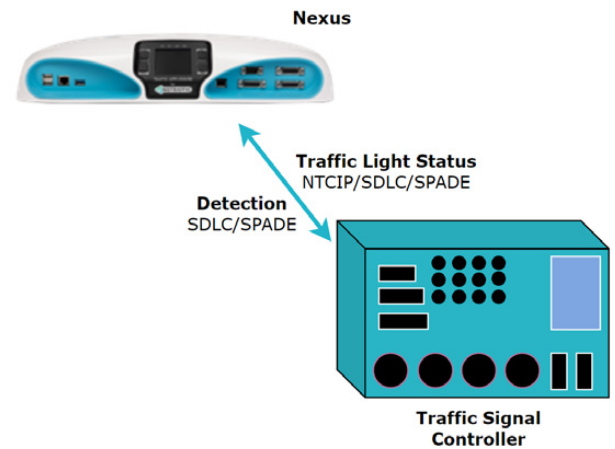 Nexus
Traffic Light Status
NTCIP/SDLC/SPADE
Detection
SDLC/SPADE
Traffic Signal
Controller